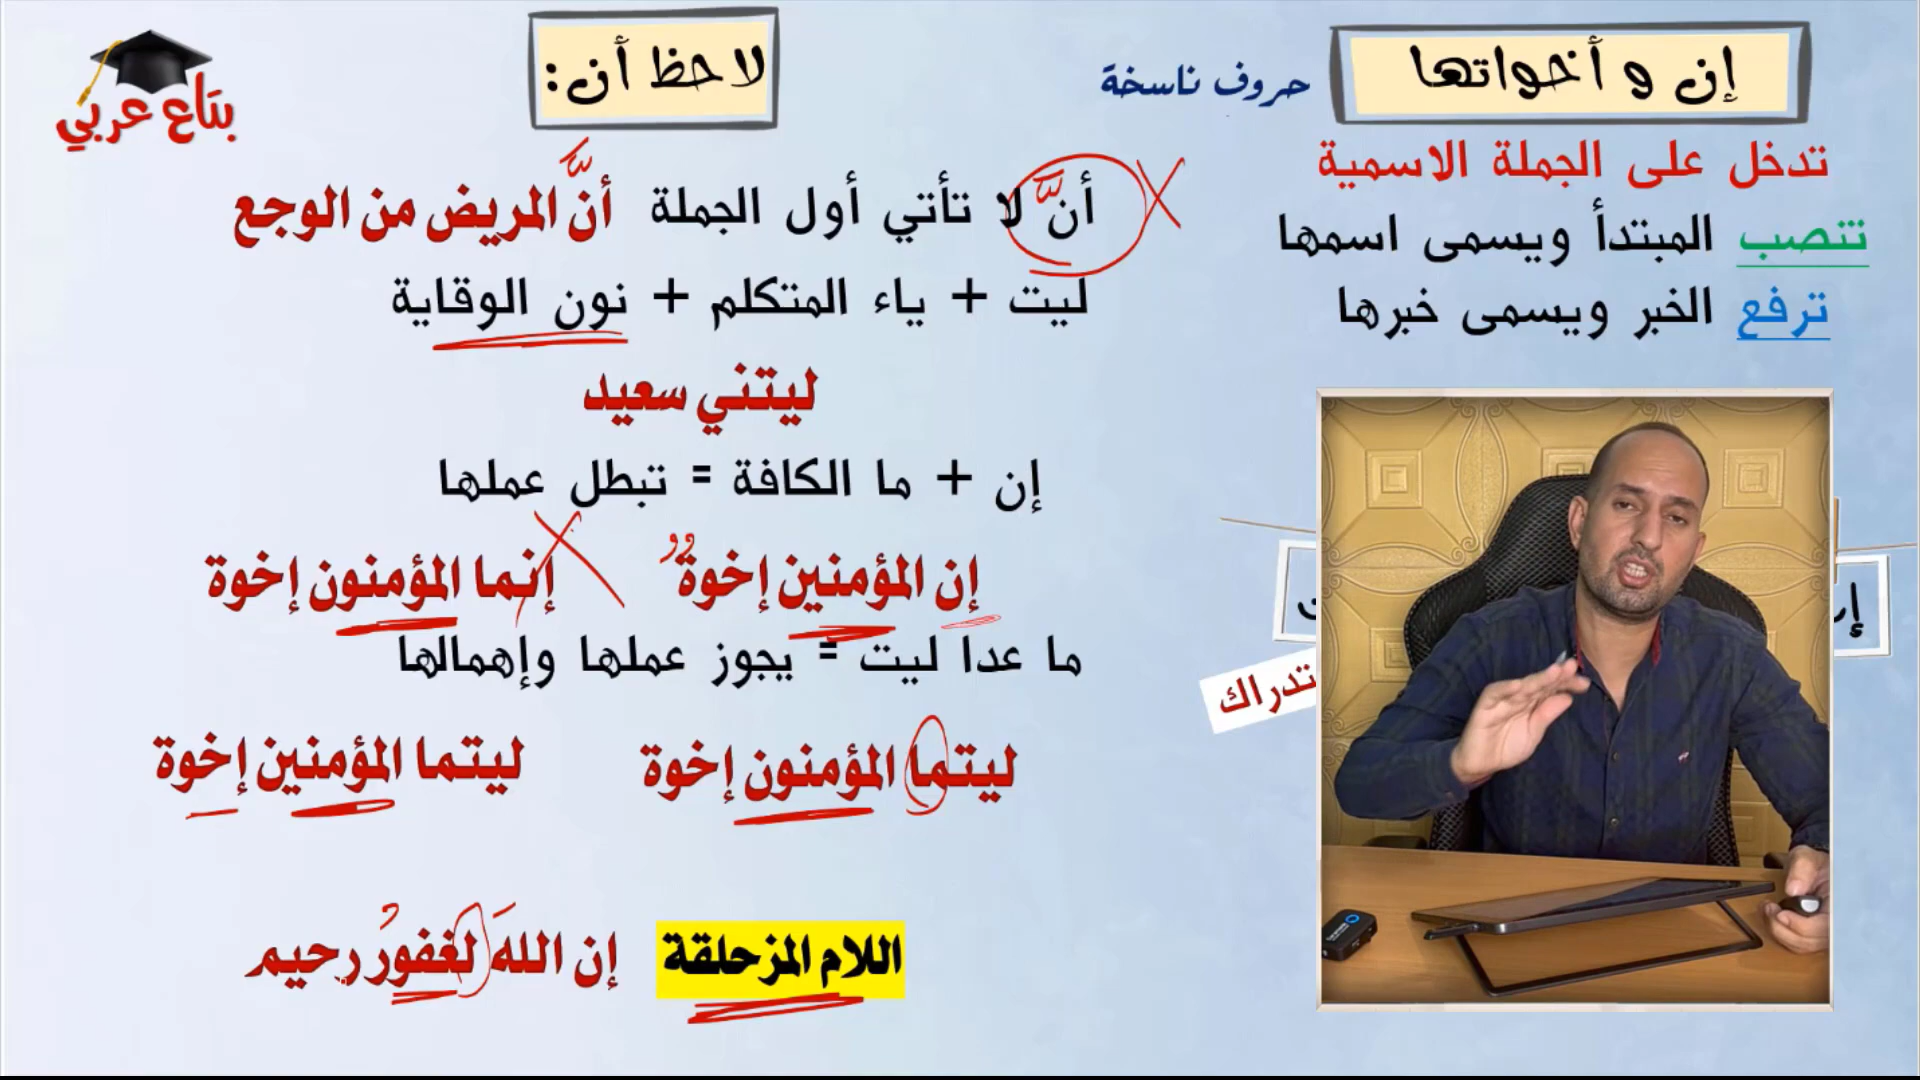 إن وأخواتها
حروف ناسخة
تدخل على الجملة الاسمية
تنصب المبتدأ ويسمى اسمها
ترفع الخبر ويسمى خبرها
تدراك
لاحظ أن:
أنَّ لا تأتي أول الجملة أنَّ المريض من الوجع
ليت + ياء المتكلم + نون الوقاية
ليتني سعيد
إن + ما الكافة = تبطل عملها
إن المؤمنين إخوةٌ إنما المؤمنون إخوة
ما عدا ليت = يجوز عملها وإهمالها
ليتما المؤمنون إخوة ليتما المؤمنين إخوة
اللام المزحلقة إن اللهَ لغفورُ رحيم
بتاع عربي